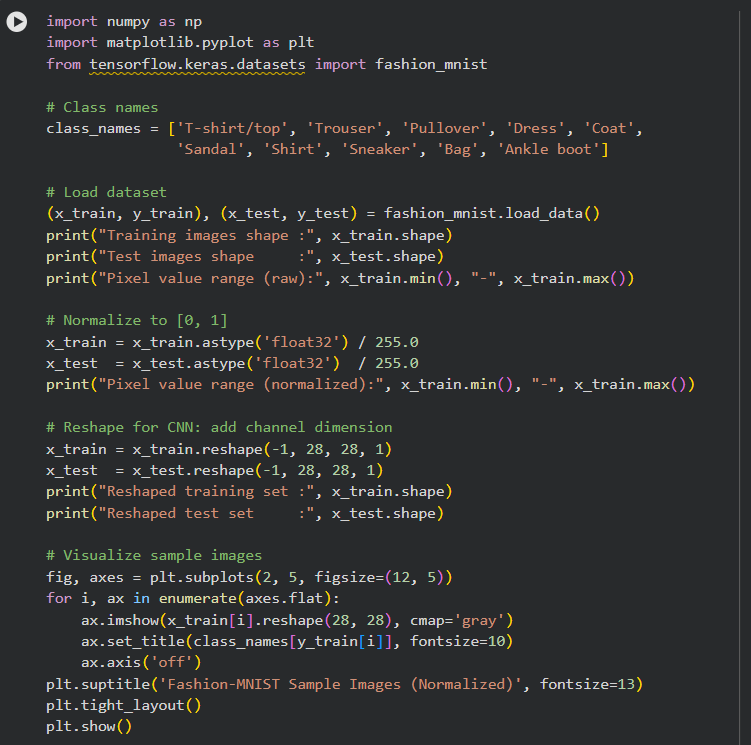 import numpy as np
import matplotlib.pyplot as plt
from tensorflow.keras.datasets import fashion_mnist

# Class names
class_names = ['T-shirt/top', 'Trouser', 'Pullover', 'Dress', 'Coat',
               'Sandal', 'Shirt', 'Sneaker', 'Bag', 'Ankle boot']

# Load dataset
(x_train, y_train), (x_test, y_test) = fashion_mnist.load_data()
print("Training images shape :", x_train.shape)
print("Test images shape     :", x_test.shape)
print("Pixel value range (raw):", x_train.min(), "-", x_train.max())

# Normalize to [0, 1]
x_train = x_train.astype('float32') / 255.0
x_test  = x_test.astype('float32')  / 255.0
print("Pixel value range (normalized):", x_train.min(), "-", x_train.max())

# Reshape for CNN: add channel dimension
x_train = x_train.reshape(-1, 28, 28, 1)
x_test  = x_test.reshape(-1, 28, 28, 1)
print("Reshaped training set :", x_train.shape)
print("Reshaped test set     :", x_test.shape)

# Visualize sample images
fig, axes = plt.subplots(2, 5, figsize=(12, 5))
for i, ax in enumerate(axes.flat):
    ax.imshow(x_train[i].reshape(28, 28), cmap='gray')
    ax.set_title(class_names[y_train[i]], fontsize=10)
    ax.axis('off')
plt.suptitle('Fashion-MNIST Sample Images (Normalized)', fontsize=13)
plt.tight_layout()
plt.show()